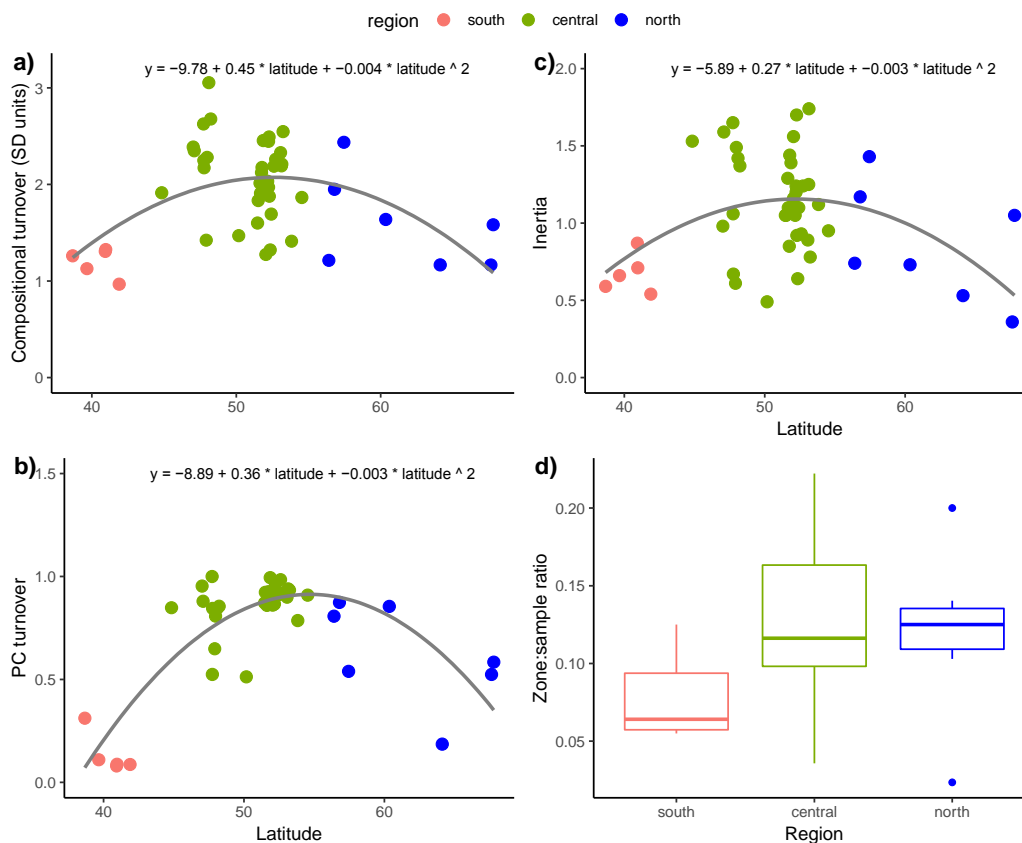 region south central north
a)
y = −9.78 + 0.45 * latitude + −0.004 * latitude ^ 2
Compositional turnover (SD units)
3
2
1
0
40 50 60
c)
y = −5.89 + 0.27 * latitude + −0.003 * latitude ^ 2
Inertia
2.0
1.5
1.0
0.5
0.0
40 50 60
Latitude
b)
y = −8.89 + 0.36 * latitude + −0.003 * latitude ^ 2
PC turnover
1.5
1.0
0.5
0.0
40 50 60
Latitude
d)
Zone:sample ratio
0.20
0.15
0.10
0.05
south central north
Region